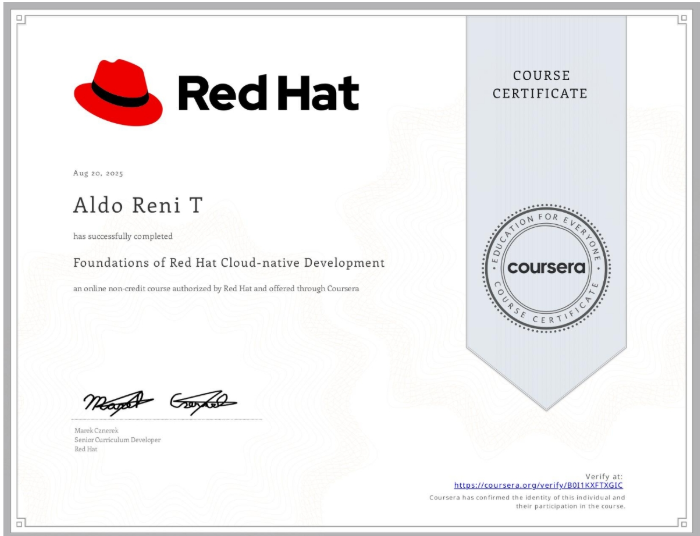 Red Hat
COURSE
CERTIFICATE
Aug 20, 2025
Aldo Reni T
has successfully completed
Foundations of Red Hat Cloud-native Development
an online non-credit course authorized by Red Hat and offered through Coursera
EDUCATION FOR EVERYONE
coursera
COURSE CERTIFICATE
Marek Czernek
Senior Curriculum Developer
Red Hat
Verify at:
https://coursera.org/verify/B0I1KXFTXGIC
Coursera has confirmed the identity of this individual and
their participation in the course.